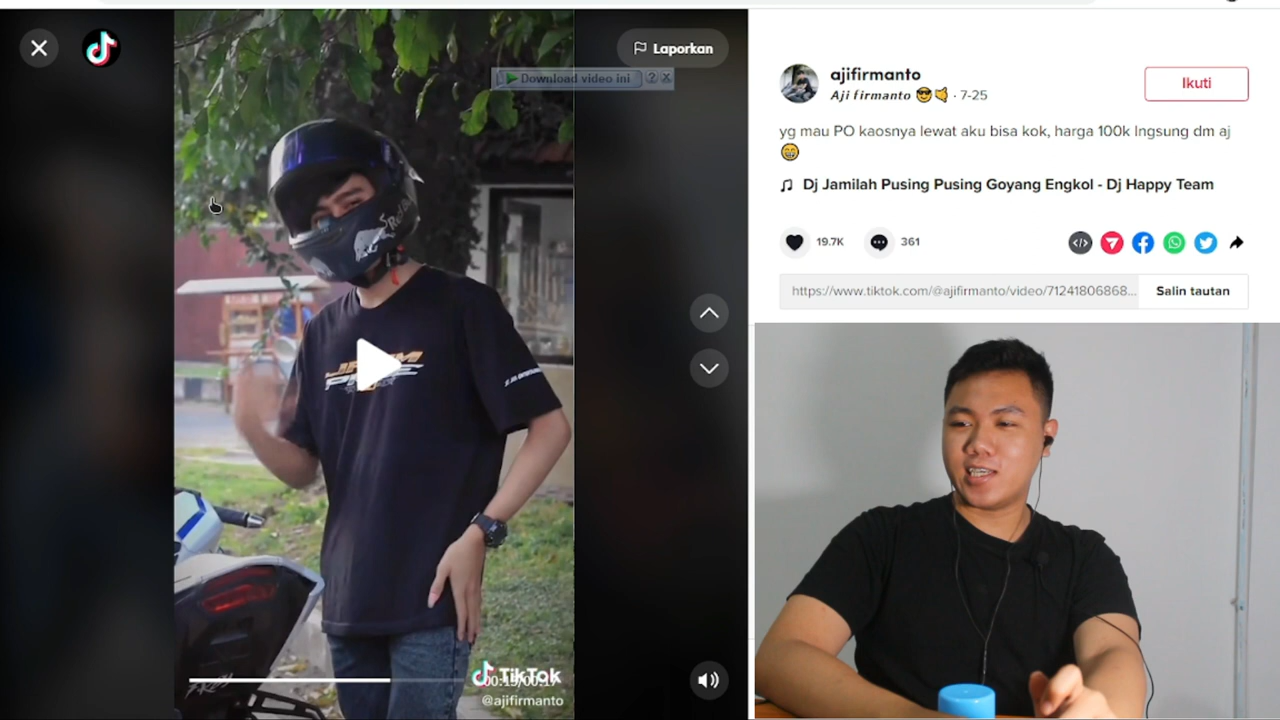 Laporkan
Download video ini
ajifirmanto
Aji firmanto 😎🤙 · 7-25
Ikuti
yg mau PO kaosnya lewat aku bisa kok, harga 100k lngsung dm aj
😁
Dj Jamilah Pusing Pusing Goyang Engkol - Dj Happy Team
19.7K
361
https://www.tiktok.com/@ajifirmanto/video/71241806868...
Salin tautan
TikTok
@ajifirmanto